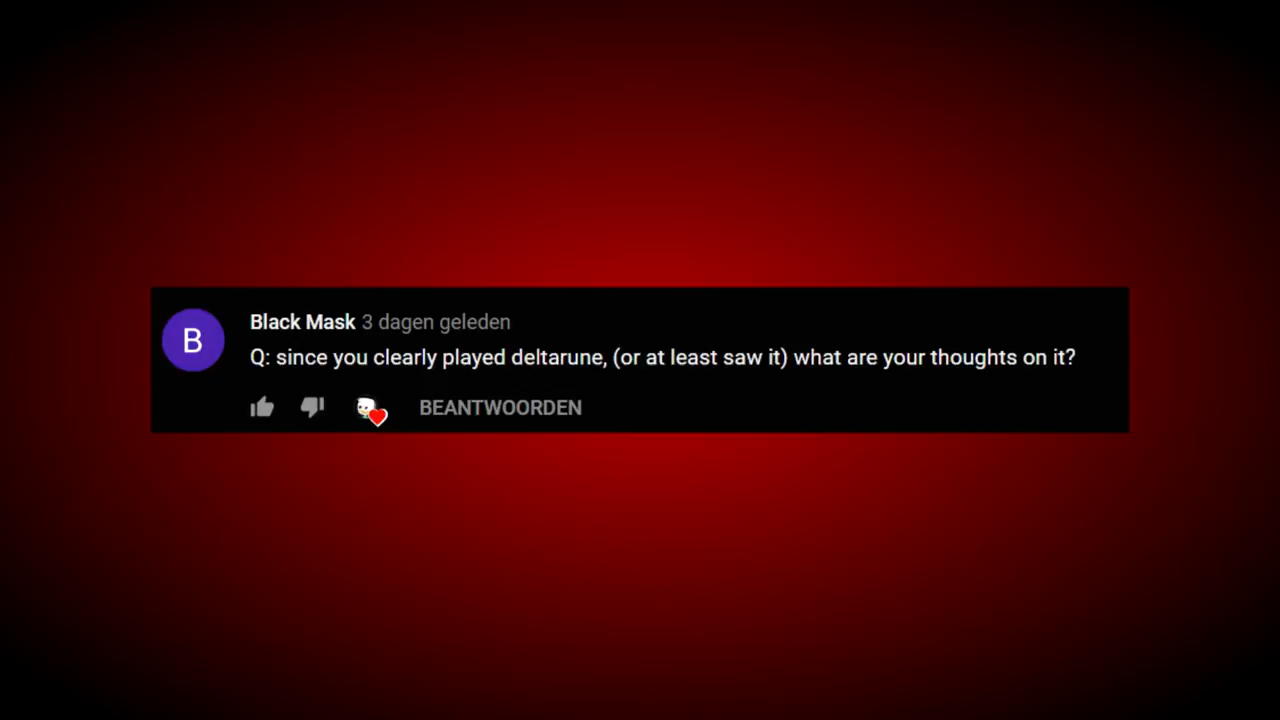 B
Black Mask 3 dagen geleden
Q: since you clearly played deltarune, (or at least saw it) what are your thoughts on it?
BEANTWOORDEN